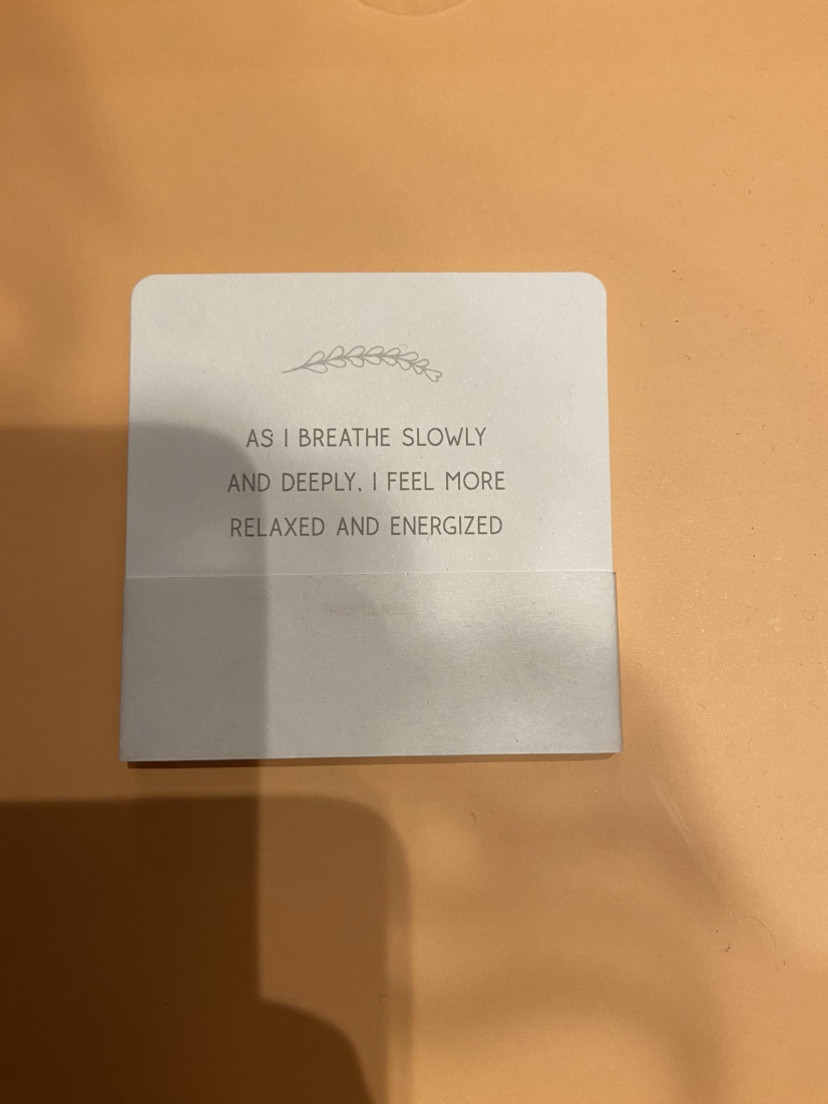 AS I BREATHE SLOWLY
AND DEEPLY, I FEEL MORE
RELAXED AND ENERGIZED